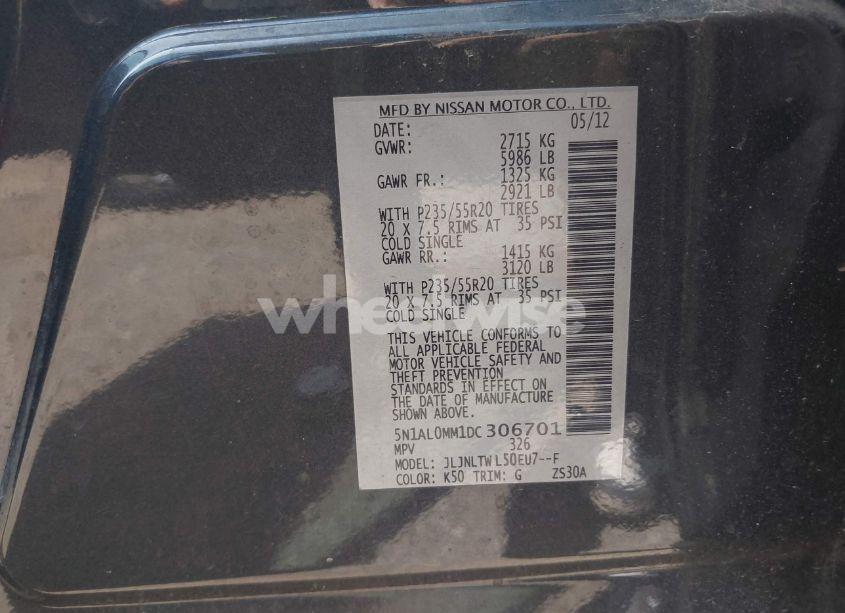 MFD BY NISSAN MOTOR CO., LTD.
DATE: 05/12
GVWR: 2715 KG
5986 LB
GAWR FR.: 1325 KG
2921 LB
WITH P235/55R20 TIRES
20 X 7.5 RIMS AT 35 PSI
COLD SINGLE
GAWR RR.: 1415 KG
3120 LB
WITH P235/55R20 TIRES
20 X 7.5 RIMS AT 35 PSI
COLD SINGLE
wheelwise
THIS VEHICLE CONFORMS TO
ALL APPLICABLE FEDERAL
MOTOR VEHICLE SAFETY AND
THEFT PREVENTION
STANDARDS IN EFFECT ON
THE DATE OF MANUFACTURE
SHOWN ABOVE.
5N1AL0MM1DC306701
MPV 326
MODEL: JLJNLTWL50EU7--F
COLOR: K50 TRIM: G ZS30A